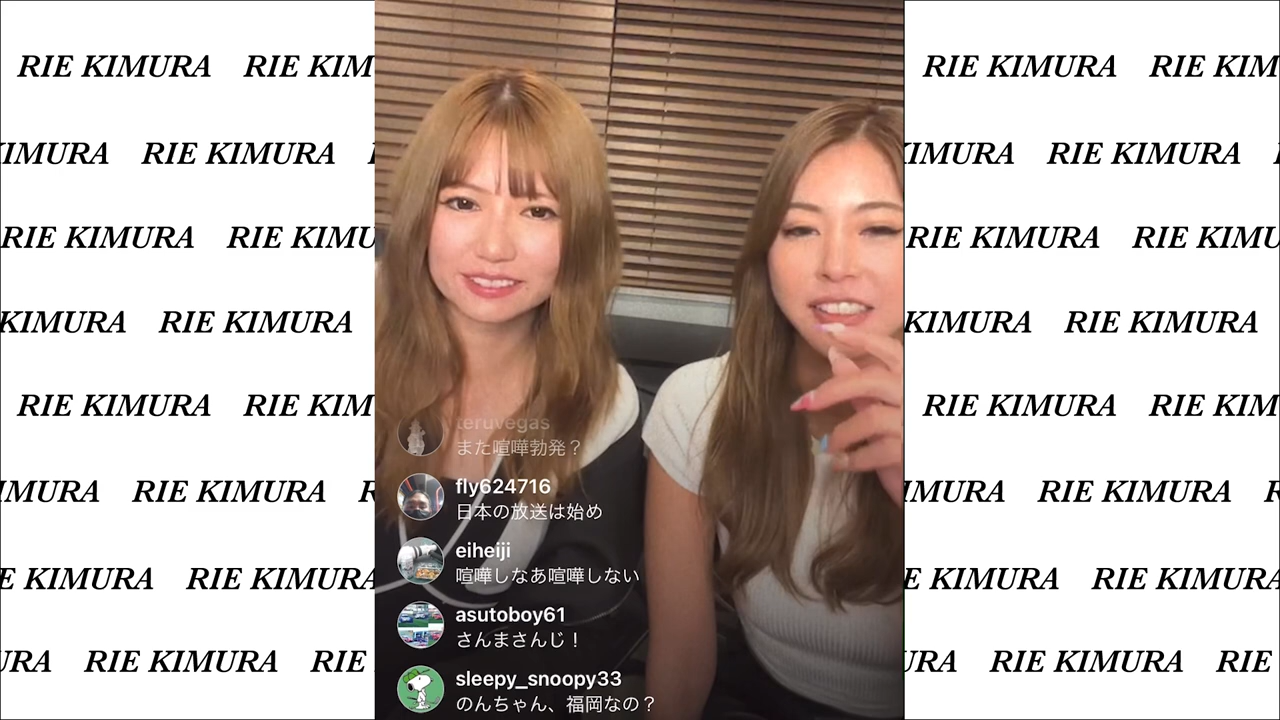 RIE KIMURA RIE KIM
RIE KIMURA RIE KIM
IMURA RIE KIMURA
IMURA RIE KIMURA
RIE KIMURA RIE KIMU
RIE KIMURA RIE KIMU
KIMURA RIE KIMURA
KIMURA RIE KIMURA
RIE KIMURA RIE KIM
RIE KIMURA RIE KIM
teruvegas
また喧嘩勃発？
fly624716
日本の放送は始め
IMURA RIE KIMURA R
IMURA RIE KIMURA R
eiheiji
喧嘩しなあ喧嘩しない
E KIMURA RIE KIMURA
E KIMURA RIE KIMURA
asutoboy61
さんまさんじ！
URA RIE KIMURA RIE
URA RIE KIMURA RIE
sleepy_snoopy33
のんちゃん、福岡なの？